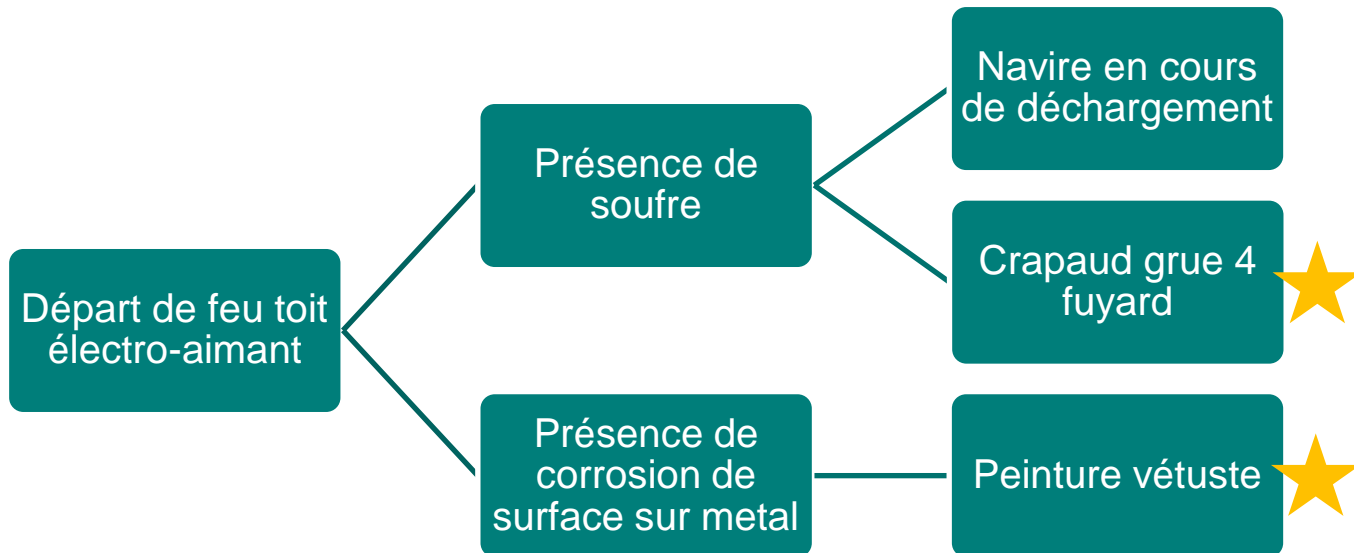 Navire en cours
de déchargement
Présence de
soufre
Crapaud grue 4
fuyard
Départ de feu toit
électro-aimant
Présence de
corrosion de
surface sur metal
Peinture vétuste